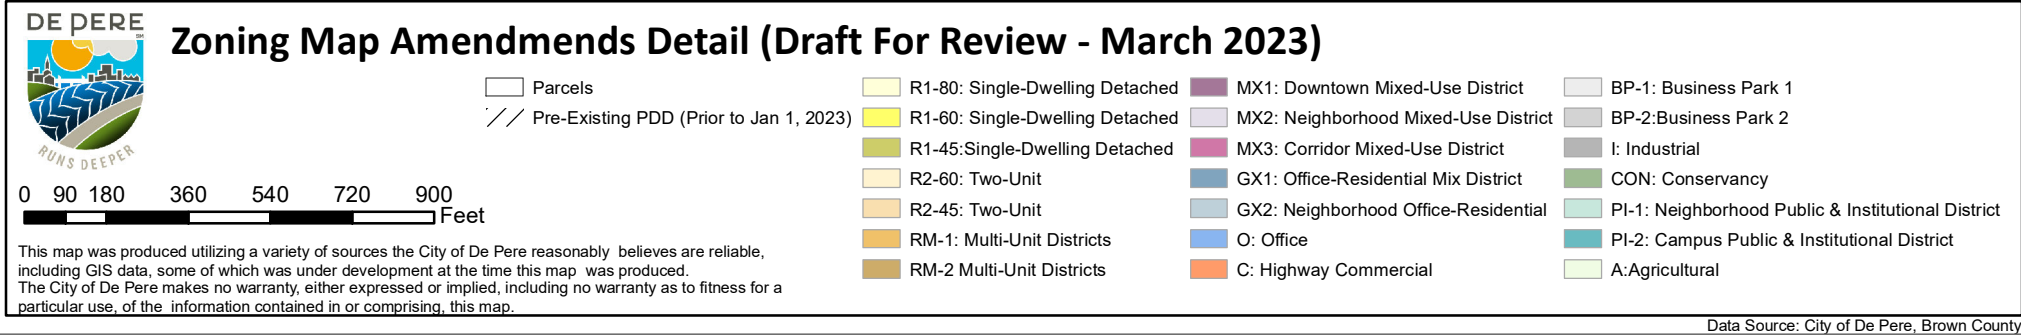 DE PERE
SM
RUNS DEEPER
Zoning Map Amendmends Detail (Draft For Review - March 2023)
Parcels
Pre-Existing PDD (Prior to Jan 1, 2023)
R1-80: Single-Dwelling Detached
R1-60: Single-Dwelling Detached
R1-45:Single-Dwelling Detached
R2-60: Two-Unit
R2-45: Two-Unit
RM-1: Multi-Unit Districts
RM-2 Multi-Unit Districts
MX1: Downtown Mixed-Use District
MX2: Neighborhood Mixed-Use District
MX3: Corridor Mixed-Use District
GX1: Office-Residential Mix District
GX2: Neighborhood Office-Residential
O: Office
C: Highway Commercial
BP-1: Business Park 1
BP-2:Business Park 2
I: Industrial
CON: Conservancy
PI-1: Neighborhood Public & Institutional District
PI-2: Campus Public & Institutional District
A:Agricultural
0 90 180 360 540 720 900
Feet
This map was produced utilizing a variety of sources the City of De Pere reasonably believes are reliable,
including GIS data, some of which was under development at the time this map was produced.
The City of De Pere makes no warranty, either expressed or implied, including no warranty as to fitness for a
particular use, of the information contained in or comprising, this map.
Data Source: City of De Pere, Brown County